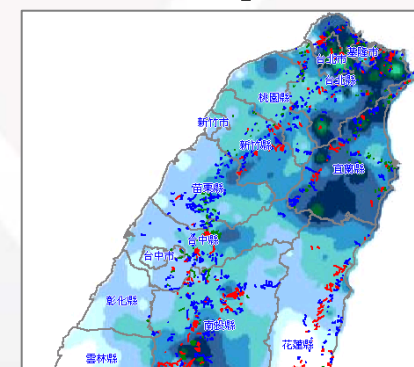 基隆市
台北市
台北縣
桃園縣
新竹市
新竹縣
宜蘭縣
苗栗縣
台中縣
台中市
彰化縣
南投縣
花蓮縣
雲林縣